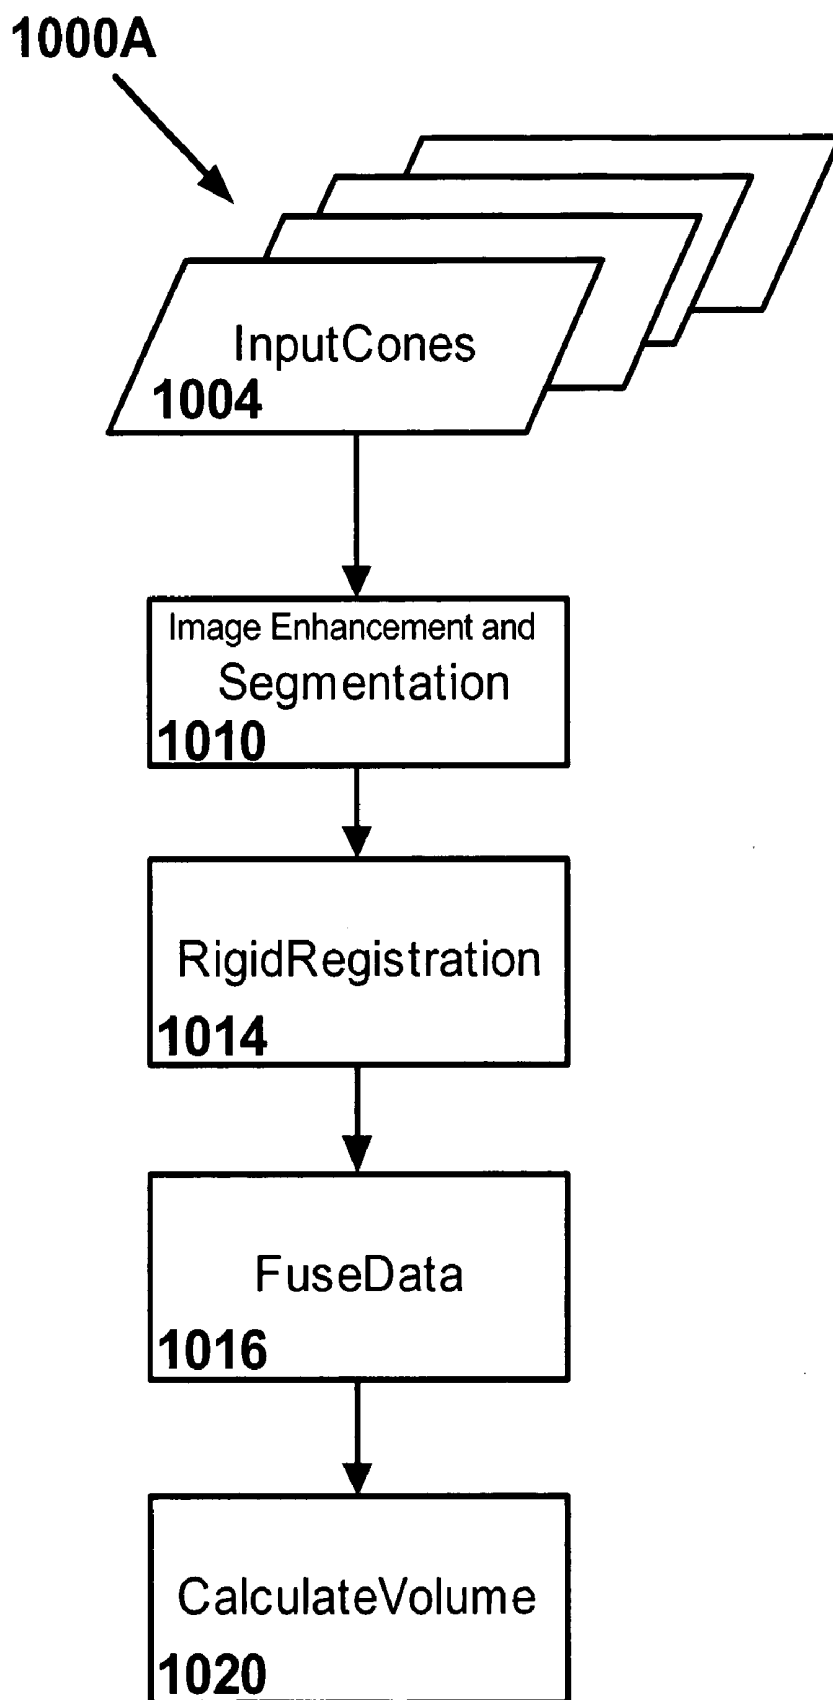 1000A
InputCones
1004
Image Enhancement and
Segmentation
1010
RigidRegistration
1014
FuseData
1016
CalculateVolume
1020